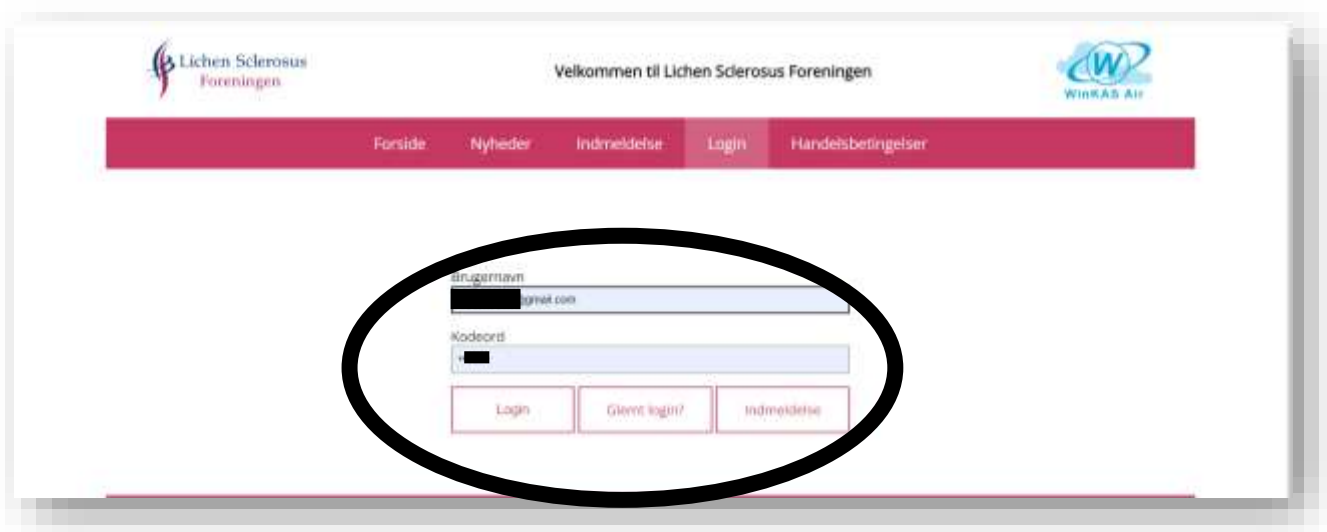 Lichen Sclerosus
Foreningen
Velkommen til Lichen Sclerosus Foreningen
W
WinKAS Air
Forside Nyheder Indmeldelse Login Handelsbetingelser
Brugernavn
@gmail.com
Kodeord
Login Glemt login? Indmeldelse